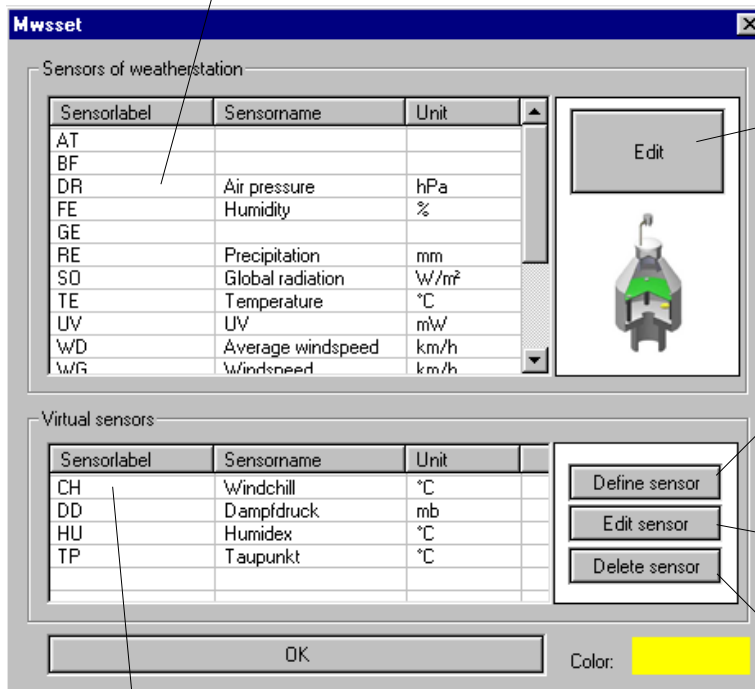 Mwsset
Sensors of weatherstation
Sensorlabel Sensorname Unit
AT
BF
DR Air pressure hPa
FE Humidity %
GE
RE Precipitation mm
SO Global radiation W/m²
TE Temperature °C
UV UV mW
WD Average windspeed km/h
WG Windspeed km/h
Edit
Virtual sensors
Sensorlabel Sensorname Unit
CH Windchill °C
DD Dampfdruck mb
HU Humidex °C
TP Taupunkt °C
Define sensor
Edit sensor
Delete sensor
OK
Color: